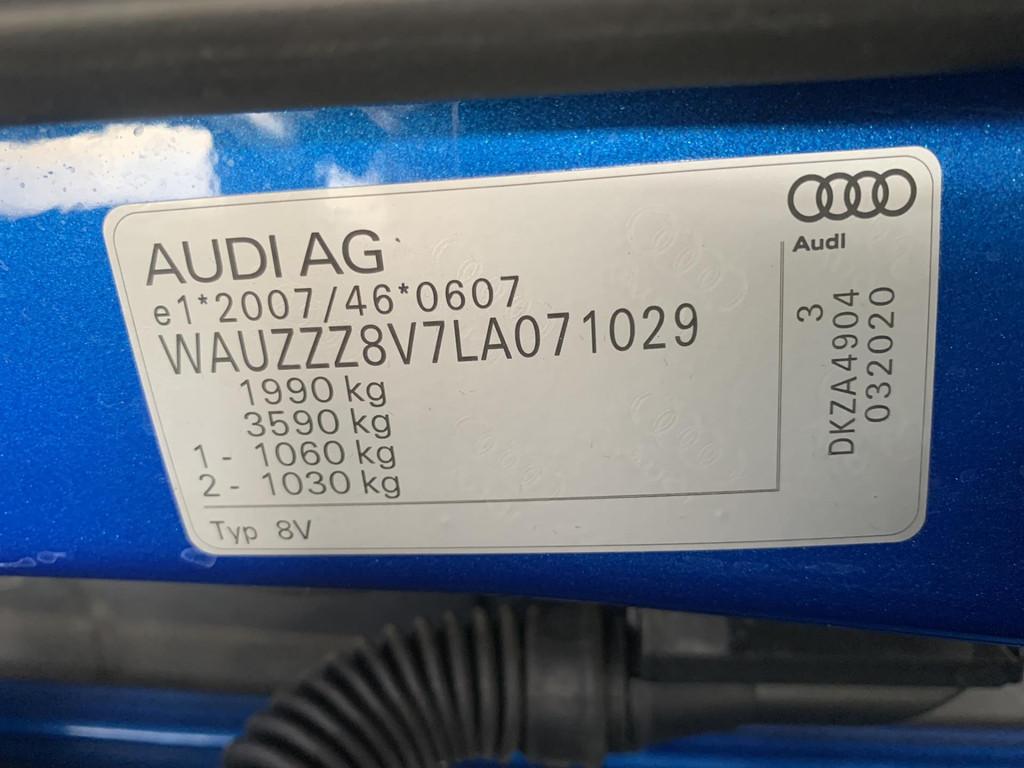 AUDI AG
e1*2007/46*0607
WAUZZZ8V7LA071029
1990 kg
3590 kg
1 - 1060 kg
2 - 1030 kg
Typ 8V
Audi
3
DKZA4904
032020